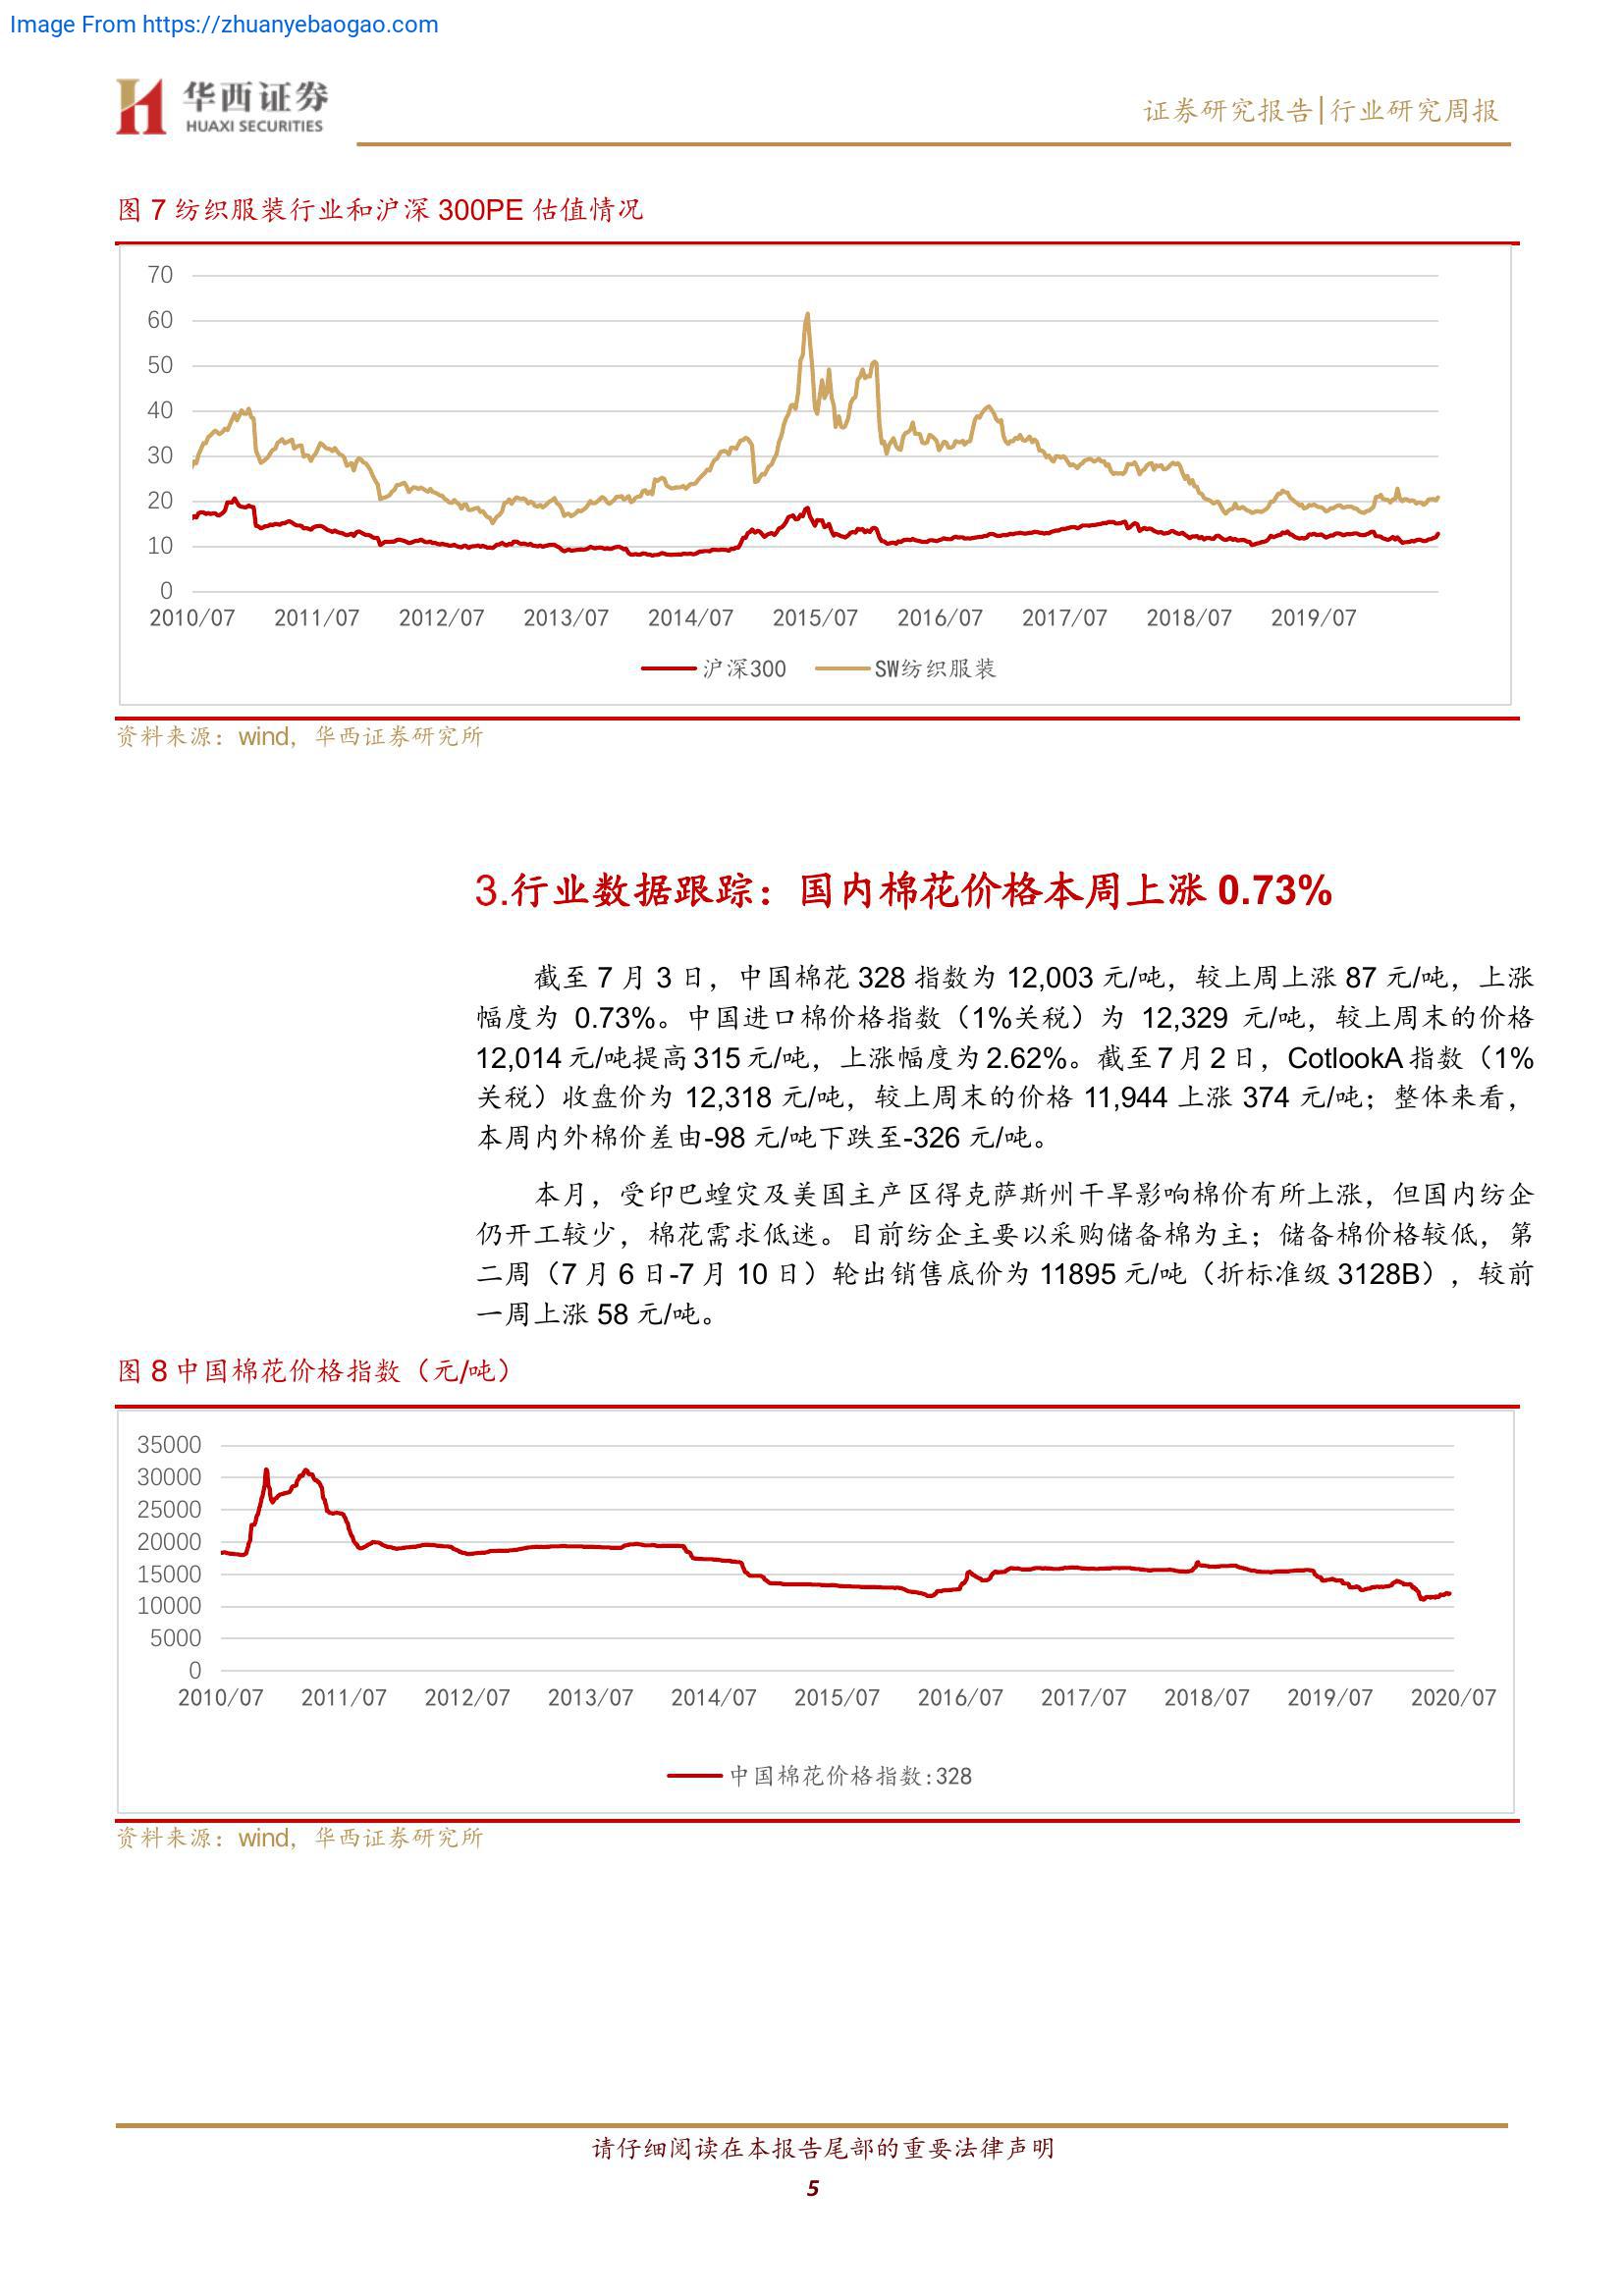 Image From https://zhuanyebaogao.com
华西证券
HUAXI SECURITIES
证券研究报告|行业研究周报
图 7 纺织服装行业和沪深 300PE 估值情况
70
60
50
40
30
20
10
0
2010/07 2011/07 2012/07 2013/07 2014/07 2015/07 2016/07 2017/07 2018/07 2019/07
沪深300 SW纺织服装
资料来源：wind，华西证券研究所
3.行业数据跟踪：国内棉花价格本周上涨 0.73%
截至 7 月 3 日，中国棉花 328 指数为 12,003 元/吨，较上周上涨 87 元/吨，上涨
幅度为 0.73%。中国进口棉价格指数（1%关税）为 12,329 元/吨，较上周末的价格
12,014 元/吨提高 315 元/吨，上涨幅度为 2.62%。截至 7 月 2 日，CotlookA 指数（1%
关税）收盘价为 12,318 元/吨，较上周末的价格 11,944 上涨 374 元/吨；整体来看，
本周内外棉价差由-98 元/吨下跌至-326 元/吨。
本月，受印巴蝗灾及美国主产区得克萨斯州干旱影响棉价有所上涨，但国内纺企
仍开工较少，棉花需求低迷。目前纺企主要以采购储备棉为主；储备棉价格较低，第
二周（7 月 6 日-7 月 10 日）轮出销售底价为 11895 元/吨（折标准级 3128B），较前
一周上涨 58 元/吨。
图 8 中国棉花价格指数（元/吨）
35000
30000
25000
20000
15000
10000
5000
0
2010/07 2011/07 2012/07 2013/07 2014/07 2015/07 2016/07 2017/07 2018/07 2019/07 2020/07
中国棉花价格指数:328
资料来源：wind，华西证券研究所
请仔细阅读在本报告尾部的重要法律声明
5